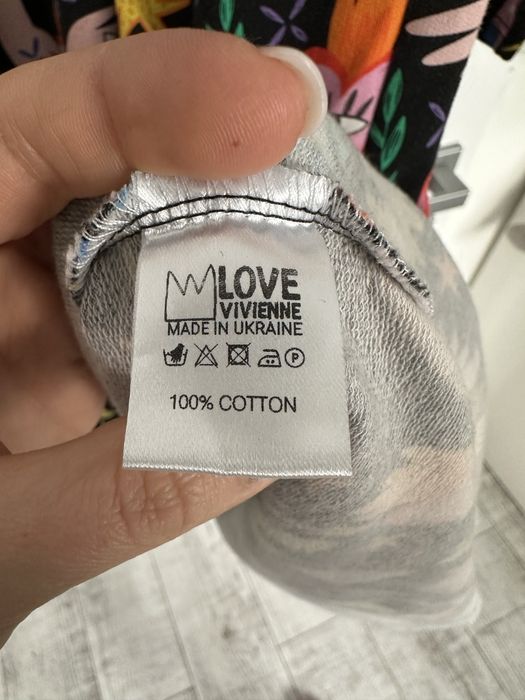 LOVE
ViViENNE
MADE IN UKRAINE
P
100% COTTON